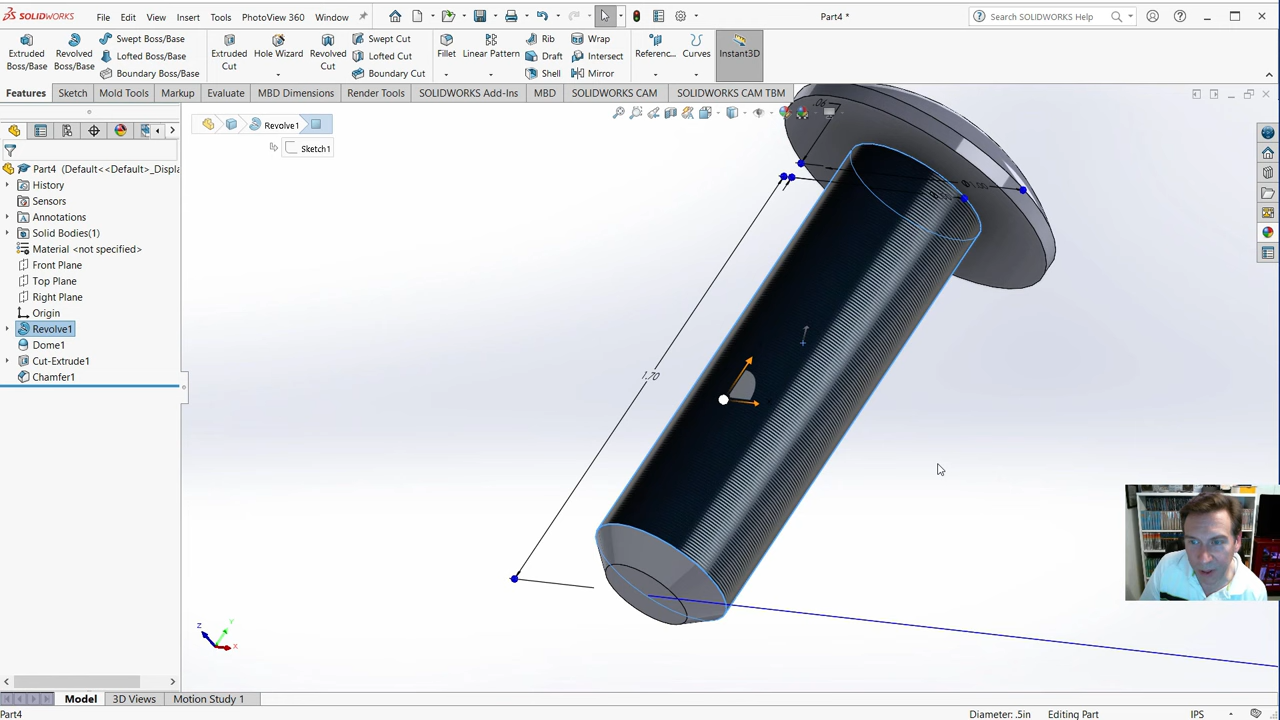 SOLIDWORKS
File
Edit
View
Insert
Tools
PhotoView 360
Window
Part4 *
Search SOLIDWORKS Help
Extruded Boss/Base
Revolved Boss/Base
Swept Boss/Base
Lofted Boss/Base
Boundary Boss/Base
Extruded Cut
Hole Wizard
Revolved Cut
Swept Cut
Lofted Cut
Boundary Cut
Fillet
Linear Pattern
Rib
Draft
Shell
Wrap
Intersect
Mirror
Referenc...
Curves
Instant3D
Features
Sketch
Mold Tools
Markup
Evaluate
MBD Dimensions
Render Tools
SOLIDWORKS Add-Ins
MBD
SOLIDWORKS CAM
SOLIDWORKS CAM TBM
Revolve1
Sketch1
Part4 (Default<<Default>_Displa
History
Sensors
Annotations
Solid Bodies(1)
Material <not specified>
Front Plane
Top Plane
Right Plane
Origin
Revolve1
Dome1
Cut-Extrude1
Chamfer1
.06
1.00
1.70
Z
Y
X
Model
3D Views
Motion Study 1
Part4
Diameter: .5in
Editing Part
IPS